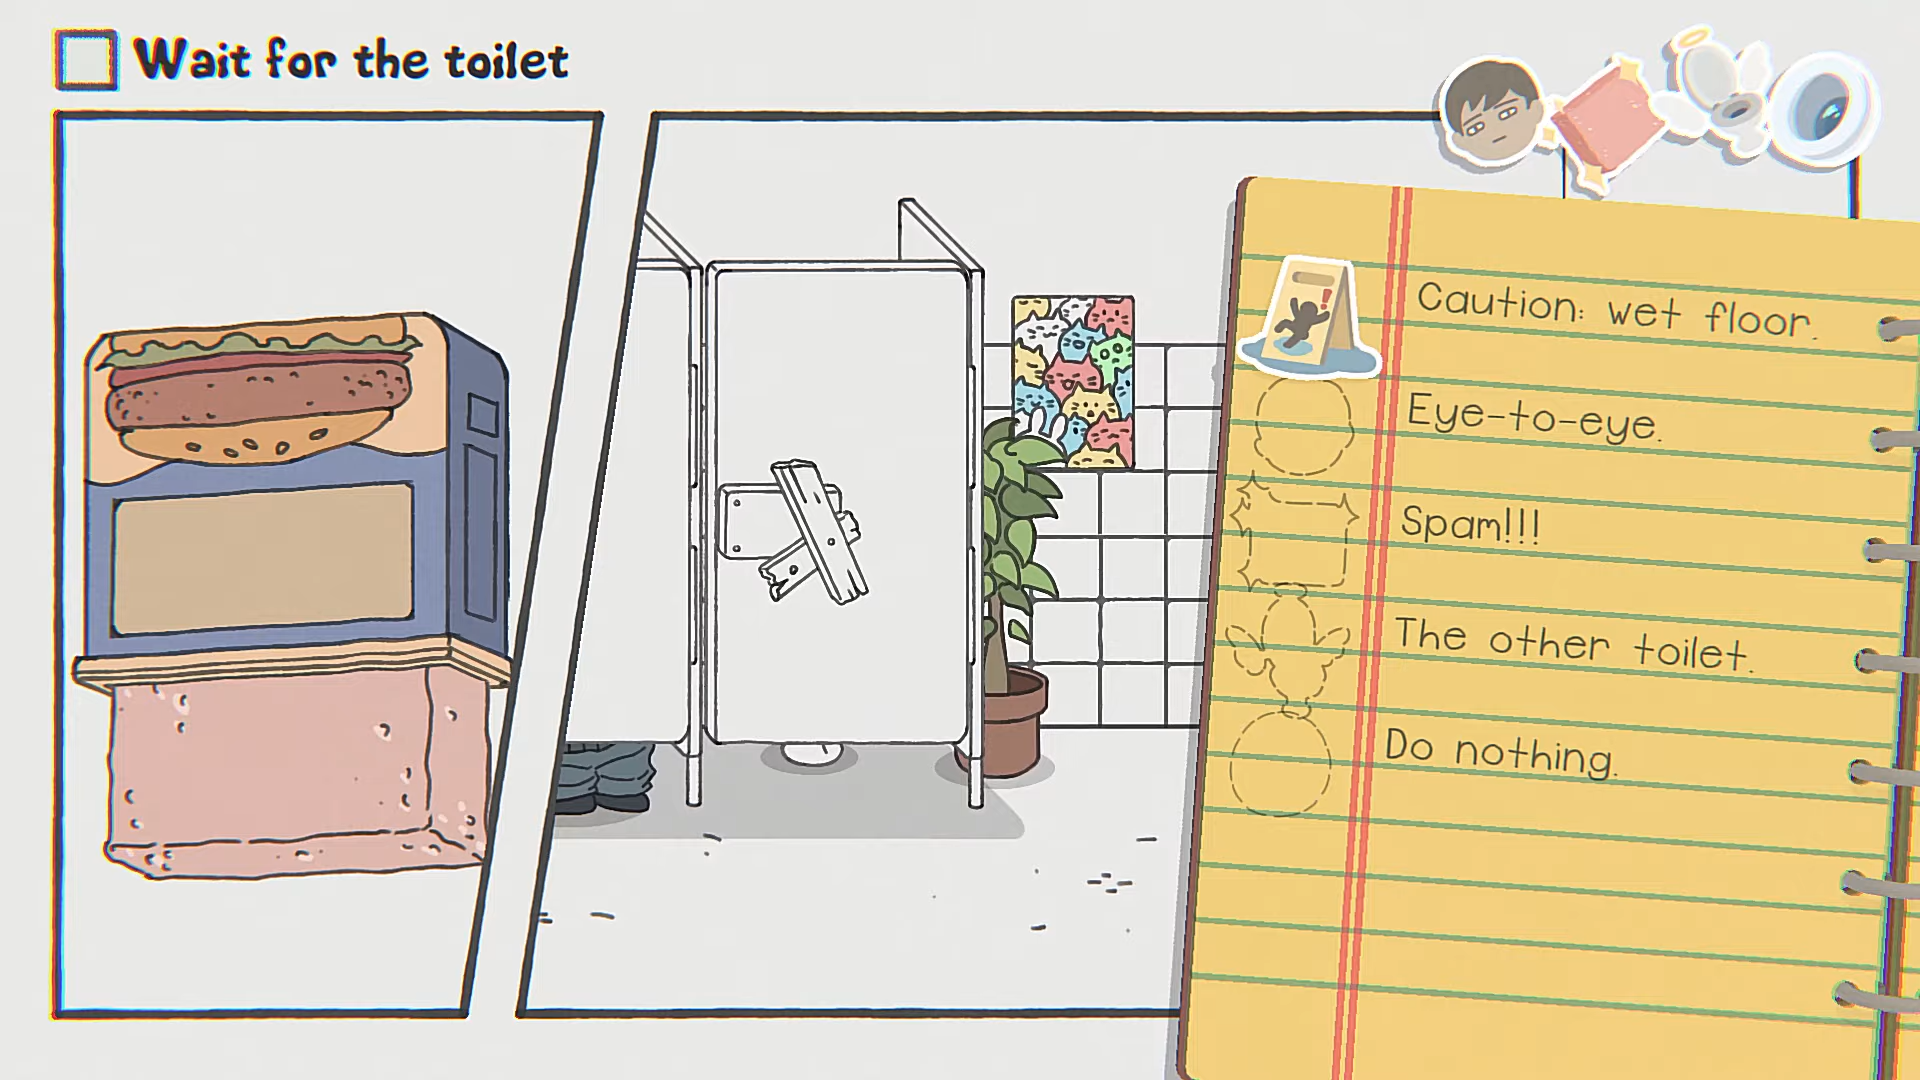 Wait for the toilet
Caution: wet floor.
Eye-to-eye.
Spam!!!
The other toilet.
Do nothing.